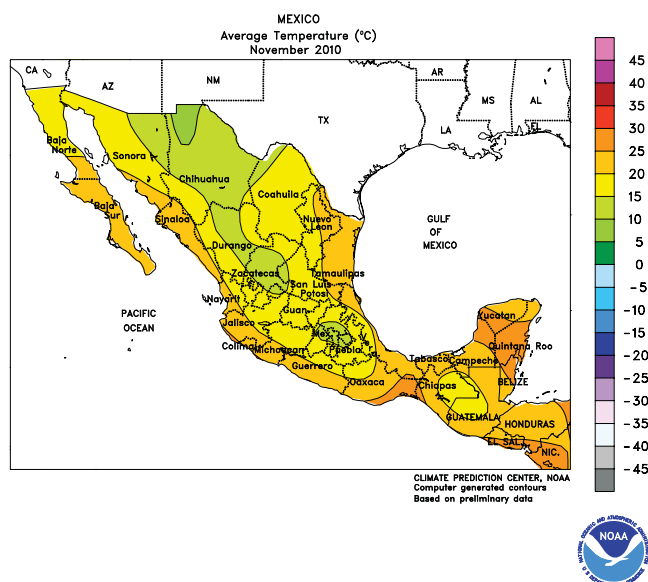 MEXICO
Average Temperature (°C)
November 2010
CA
AZ
NM
TX
AR
LA
MS
AL
FL
Baja
Norte
Sonora
Chihuahua
Coahuila
Baja
Sur
Sinaloa
Nuevo
Leon
Durango
Zacatecas
Tamaulipas
San Luis
Potosi
Nayarit
Guan
Jalisco
Mex
Colima
Michoacan
Puebla
Guerrero
Oaxaca
Tabasco
Campeche
Yucatan
Quintana Roo
Chiapas
BELIZE
GUATEMALA
HONDURAS
EL SAL
NIC.
GULF
OF
MEXICO
PACIFIC
OCEAN
45
40
35
30
25
20
15
10
5
0
-5
-10
-15
-20
-25
-30
-35
-40
-45
CLIMATE PREDICTION CENTER, NOAA
Computer generated contours
Based on preliminary data
NOAA